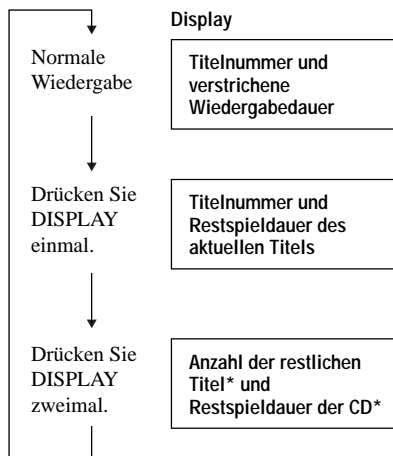 Display
Normale
Wiedergabe
Titelnummer und
verstrichene
Wiedergabedauer
Drücken Sie
DISPLAY
einmal.
Titelnummer und
Restspieldauer des
aktuellen Titels
Drücken Sie
DISPLAY
zweimal.
Anzahl der restlichen
Titel* und
Restspieldauer der CD*